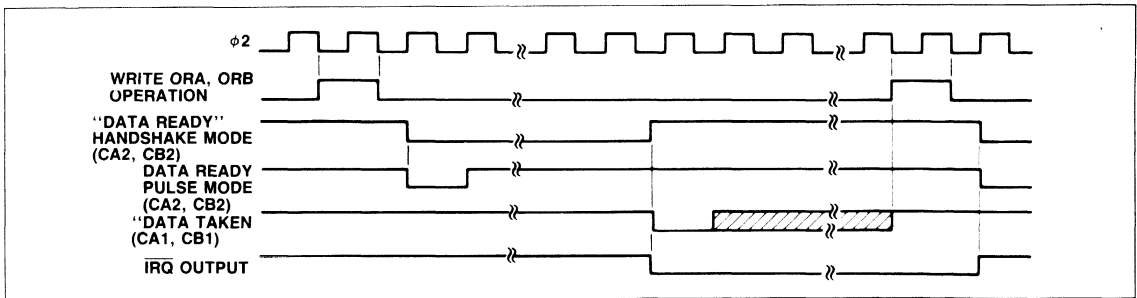 φ2
WRITE ORA, ORB
OPERATION
"DATA READY"
HANDSHAKE MODE
(CA2, CB2)
DATA READY
PULSE MODE
(CA2, CB2)
"DATA TAKEN
(CA1, CB1)
IRQ OUTPUT